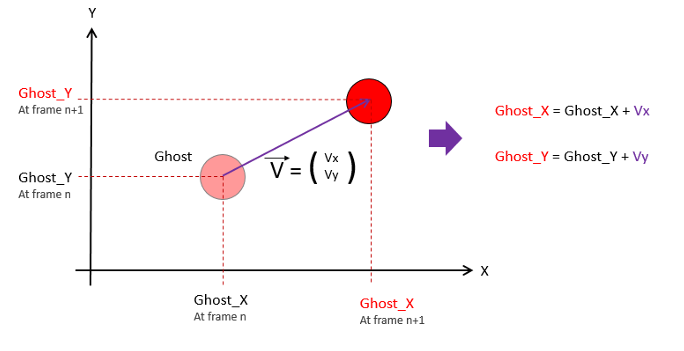 Y
Ghost_Y
At frame n+1
Ghost_X = Ghost_X + Vx
Ghost
V = ( Vx
Vy )
Ghost_Y = Ghost_Y + Vy
Ghost_Y
At frame n
X
Ghost_X
At frame n
Ghost_X
At frame n+1